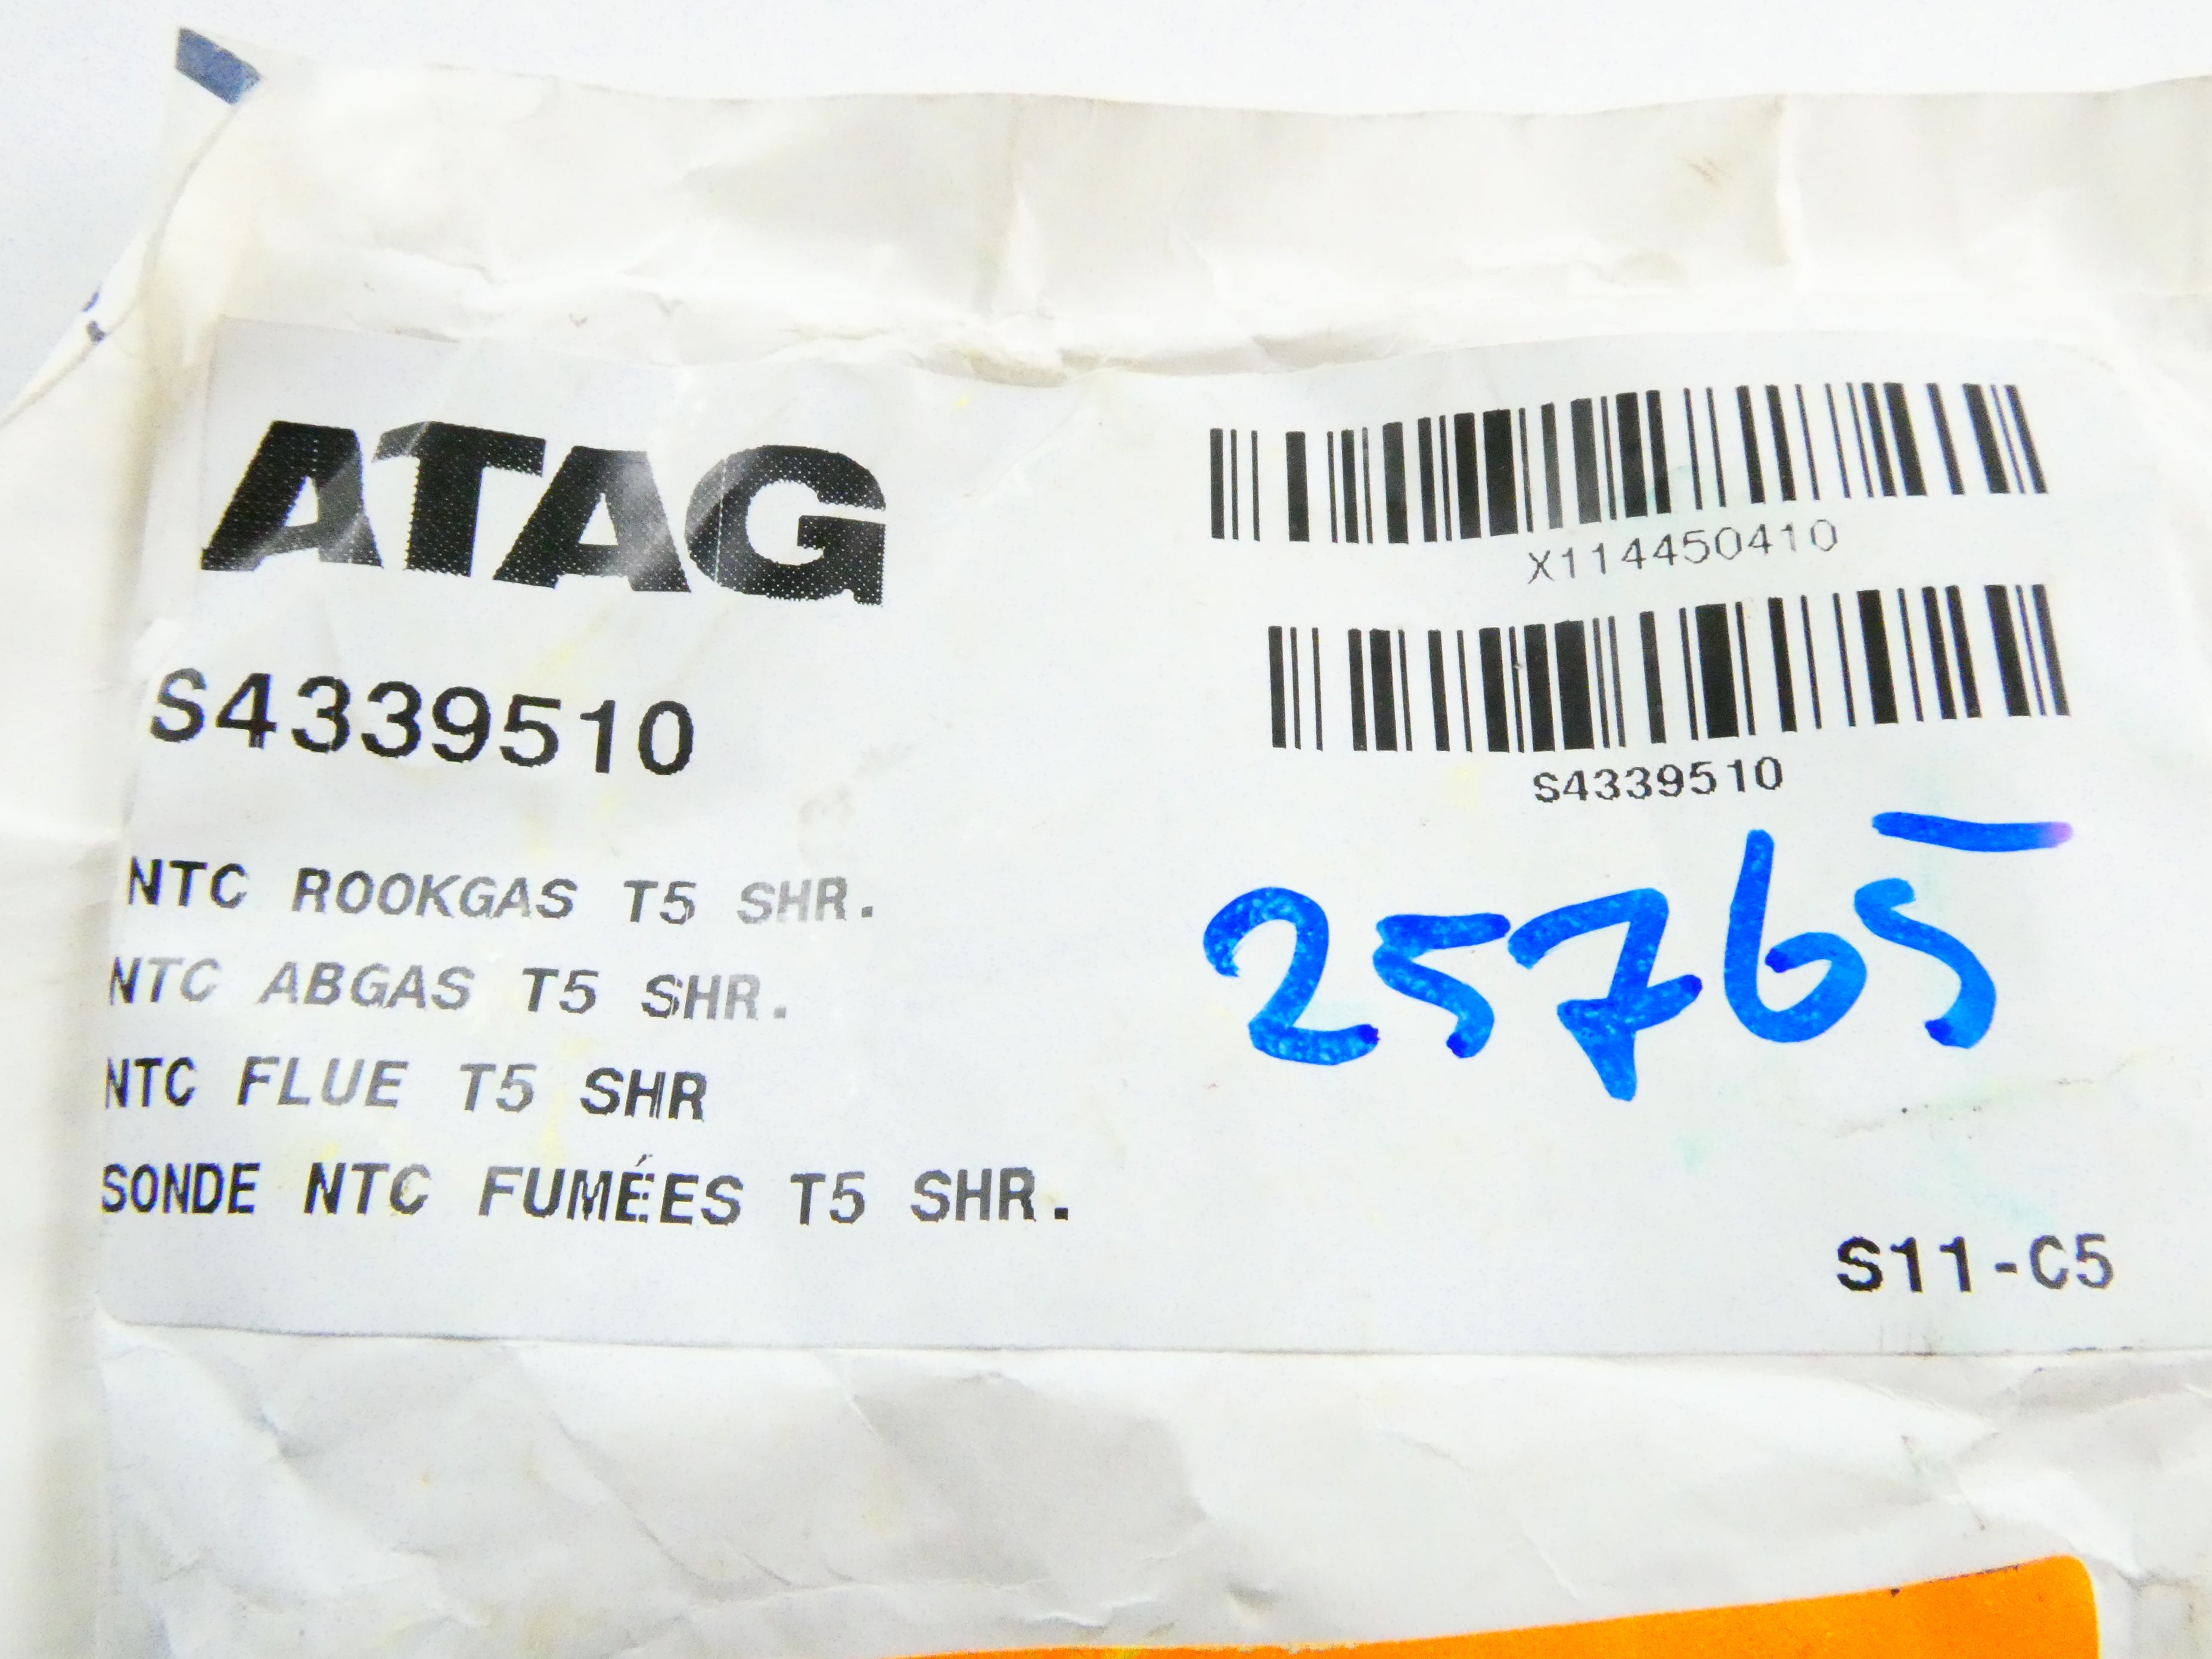 ATAG
X114450410
S4339510
S4339510
25765
NTC ROOKGAS T5 SHR.
NTC ABGAS T5 SHR.
NTC FLUE T5 SHR
SONDE NTC FUMÉES T5 SHR.
S11-C5